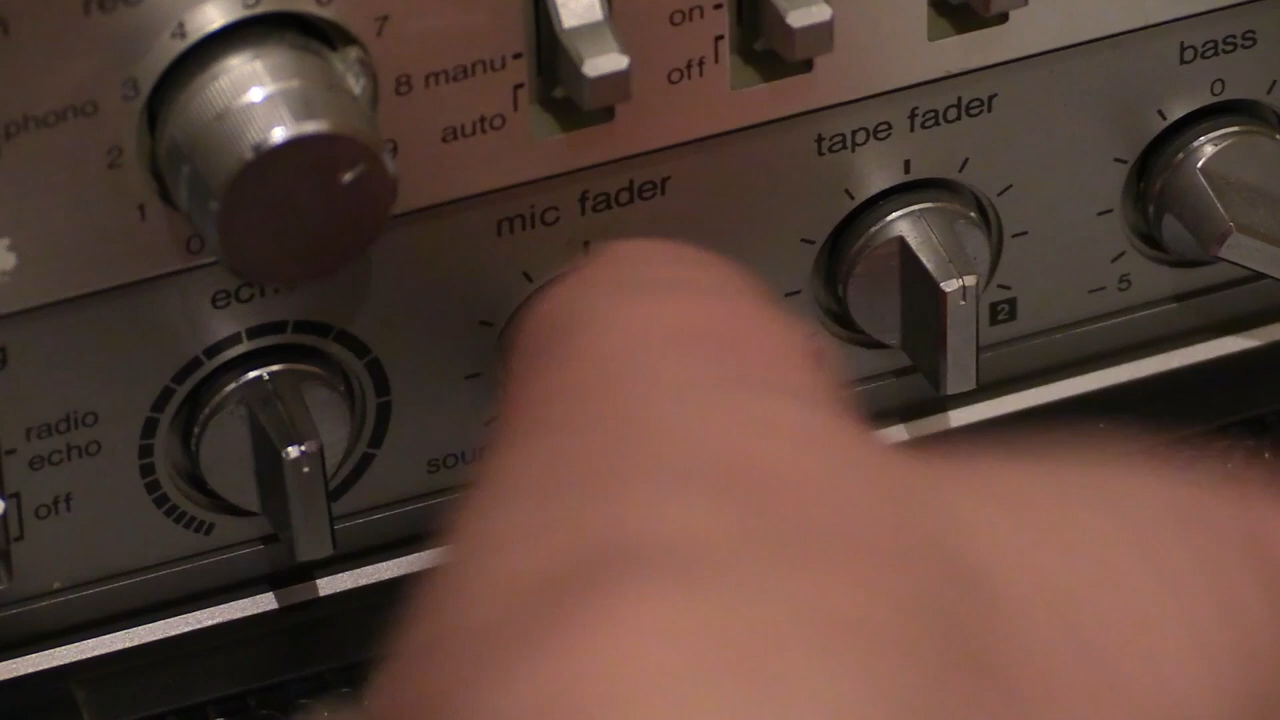 4
7
3
8 manu
on
phono
auto
off
2
9
1
0
mic fader
tape fader
bass
0
5
2
radio
echo
off